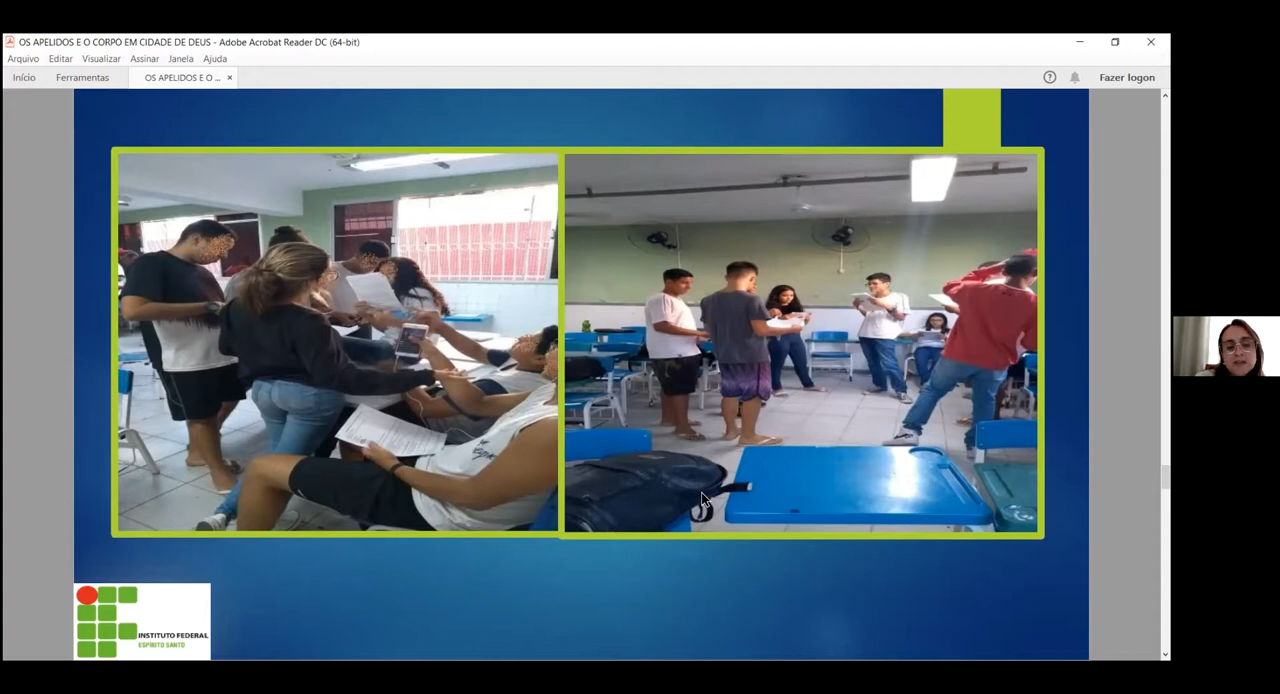 OS APELIDOS E O CORPO EM CIDADE DE DEUS - Adobe Acrobat Reader DC (64-bit)
Arquivo Editar Visualizar Assinar Janela Ajuda
Início Ferramentas OS APELIDOS E O ... × Fazer logon
INSTITUTO FEDERAL
ESPÍRITO SANTO